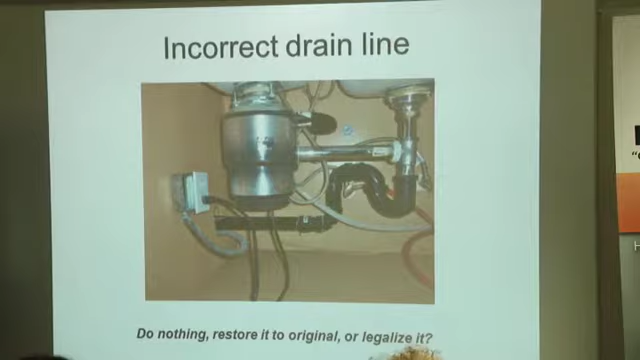 Incorrect drain line
Do nothing, restore it to original, or legalize it?